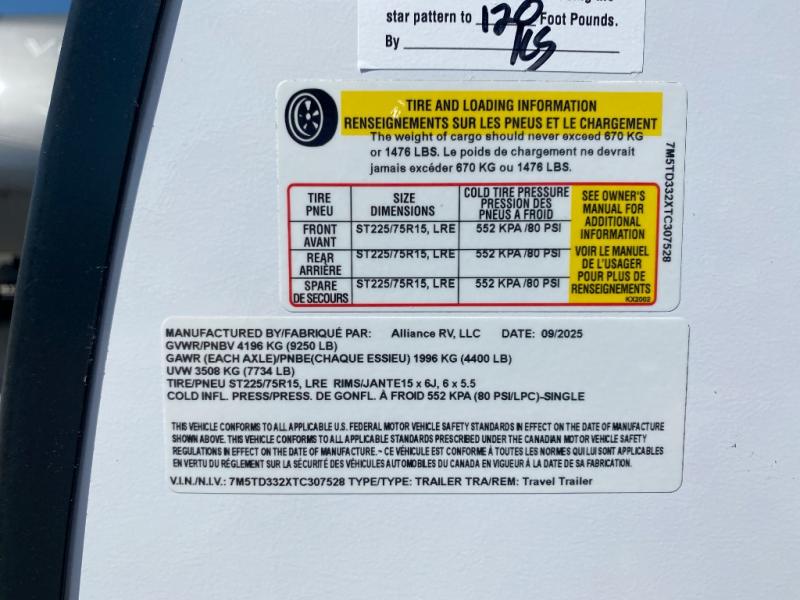 star pattern to 120 Foot Pounds.
By
TIRE AND LOADING INFORMATION
RENSEIGNEMENTS SUR LES PNEUS ET LE CHARGEMENT
The weight of cargo should never exceed 670 KG
or 1476 LBS. Le poids de chargement ne devrait
jamais excéder 670 KG ou 1476 LBS.
7M5TD332XTC307528
TIRE PNEU SIZE DIMENSIONS COLD TIRE PRESSURE PRESSION DES PNEUS A FROID
FRONT AVANT ST225/75R15, LRE 552 KPA /80 PSI
REAR ARRIÈRE ST225/75R15, LRE 552 KPA /80 PSI
SPARE DE SECOURS ST225/75R15, LRE 552 KPA /80 PSI
SEE OWNER'S
MANUAL FOR
ADDITIONAL
INFORMATION
VOIR LE MANUEL
DE L'USAGER
POUR PLUS DE
RENSEIGNEMENTS
KX2002
MANUFACTURED BY/FABRIQUÉ PAR: Alliance RV, LLC DATE: 09/2025
GVWR/PNBV 4196 KG (9250 LB)
GAWR (EACH AXLE)/PNBE(CHAQUE ESSIEU) 1996 KG (4400 LB)
UVW 3508 KG (7734 LB)
TIRE/PNEU ST225/75R15, LRE RIMS/JANTE15 x 6J, 6 x 5.5
COLD INFL. PRESS/PRESS. DE GONFL. À FROID 552 KPA (80 PSI/LPC)-SINGLE
THIS VEHICLE CONFORMS TO ALL APPLICABLE U.S. FEDERAL MOTOR VEHICLE SAFETY STANDARDS IN EFFECT ON THE DATE OF MANUFACTURE
SHOWN ABOVE. THIS VEHICLE CONFORMS TO ALL APPLICABLE STANDARDS PRESCRIBED UNDER THE CANADIAN MOTOR VEHICLE SAFETY
REGULATIONS IN EFFECT ON THE DATE OF MANUFACTURE.~ CE VÉHICULE EST CONFORME À TOUTES LES NORMES QUI LUI SONT APPLICABLES
EN VERTU DU RÉGLEMENT SUR LA SÉCURITÉ DES VÉHICULES AUTOMOBILES DU CANADA EN VIGUEUR À LA DATE DE SA FABRICATION.
V.I.N./N.I.V.: 7M5TD332XTC307528 TYPE/TYPE: TRAILER TRA/REM: Travel Trailer